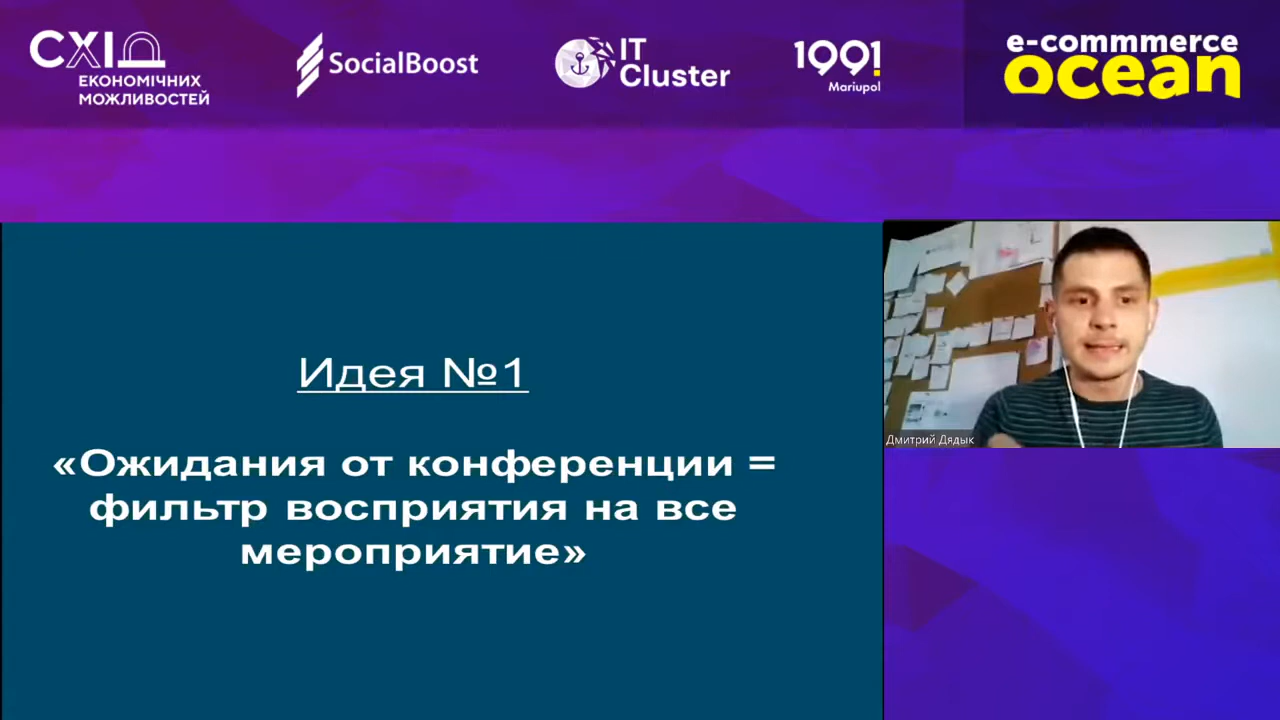 СХІД
ЕКОНОМІЧНИХ
МОЖЛИВОСТЕЙ
SocialBoost
IT
Cluster
1991
Mariupol
e-commmerce
ocean
Идея №1
«Ожидания от конференции =
фильтр восприятия на все
мероприятие»
Дмитрий Дядык